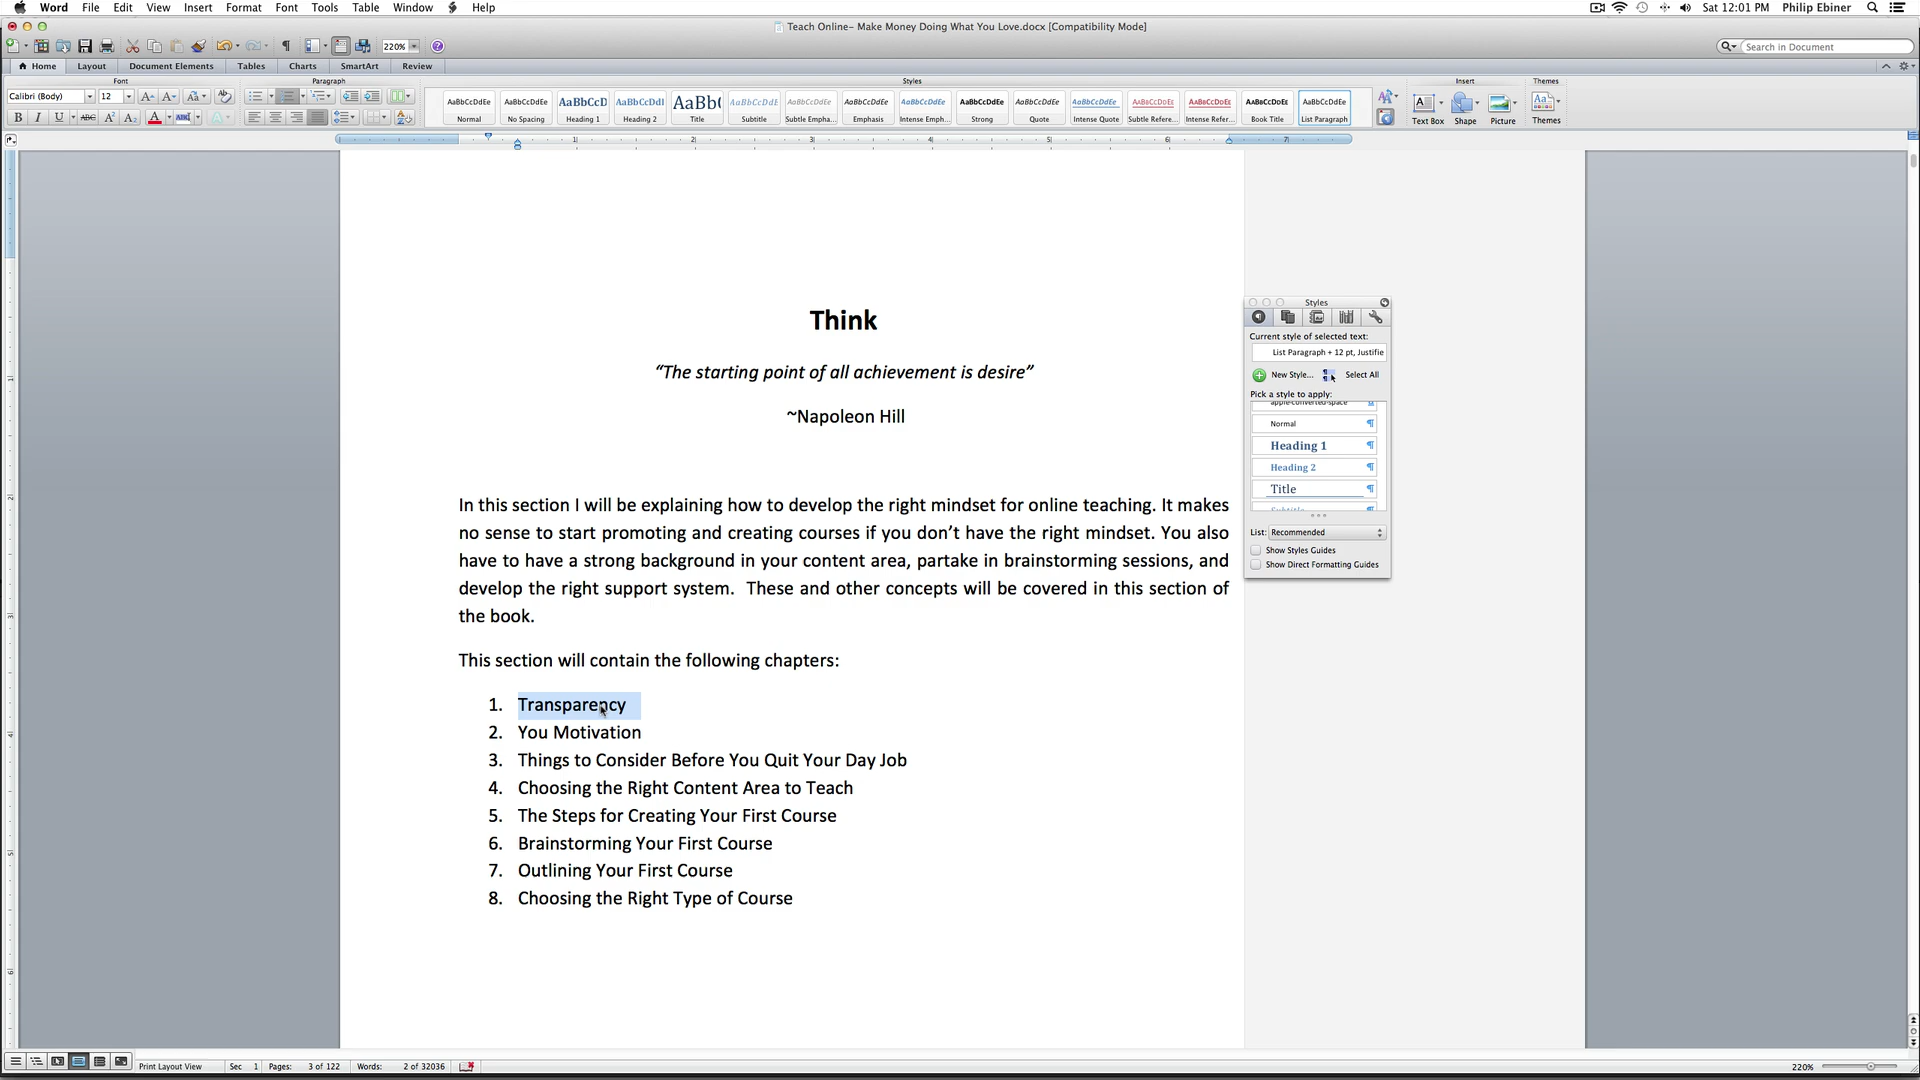 Word File Edit View Insert Format Font Tools Table Window Help Sat 12:01 PM Philip Ebiner
Teach Online- Make Money Doing What You Love.docx [Compatibility Mode]
220% Search in Document
Home Layout Document Elements Tables Charts SmartArt Review
Font Paragraph Styles Insert Themes
Calibri (Body) 12
AaBbCcDdEe AaBbCcDdEe AaBbCcD AaBbCcDdI AaBb( AaBbCcDdE AaBbCcDdEe AaBbCcDdEe AaBbCcDdEe AaBbCcDdEe AaBbCcDdEe AaBbCcDdEe AaBbCcDdEe AaBbCcDdEe AaBbCcDdEe AaBbCcDdEe
Normal No Spacing Heading 1 Heading 2 Title Subtitle Subtle Empha... Emphasis Intense Emph... Strong Quote Intense Quote Subtle Refere... Intense Refer... Book Title List Paragraph Text Box Shape Picture Themes
Think
“The starting point of all achievement is desire”
~Napoleon Hill
In this section I will be explaining how to develop the right mindset for online teaching. It makes
no sense to start promoting and creating courses if you don’t have the right mindset. You also
have to have a strong background in your content area, partake in brainstorming sessions, and
develop the right support system. These and other concepts will be covered in this section of
the book.
This section will contain the following chapters:
1. Transparency
2. You Motivation
3. Things to Consider Before You Quit Your Day Job
4. Choosing the Right Content Area to Teach
5. The Steps for Creating Your First Course
6. Brainstorming Your First Course
7. Outlining Your First Course
8. Choosing the Right Type of Course
Styles
Current style of selected text:
List Paragraph + 12 pt, Justifie
New Style... Select All
Pick a style to apply:
apple-converted-space
Normal
Heading 1
Heading 2
Title
Subtitle
List: Recommended
Show Styles Guides
Show Direct Formatting Guides
Print Layout View Sec 1 Pages: 3 of 122 Words: 2 of 32036 220%